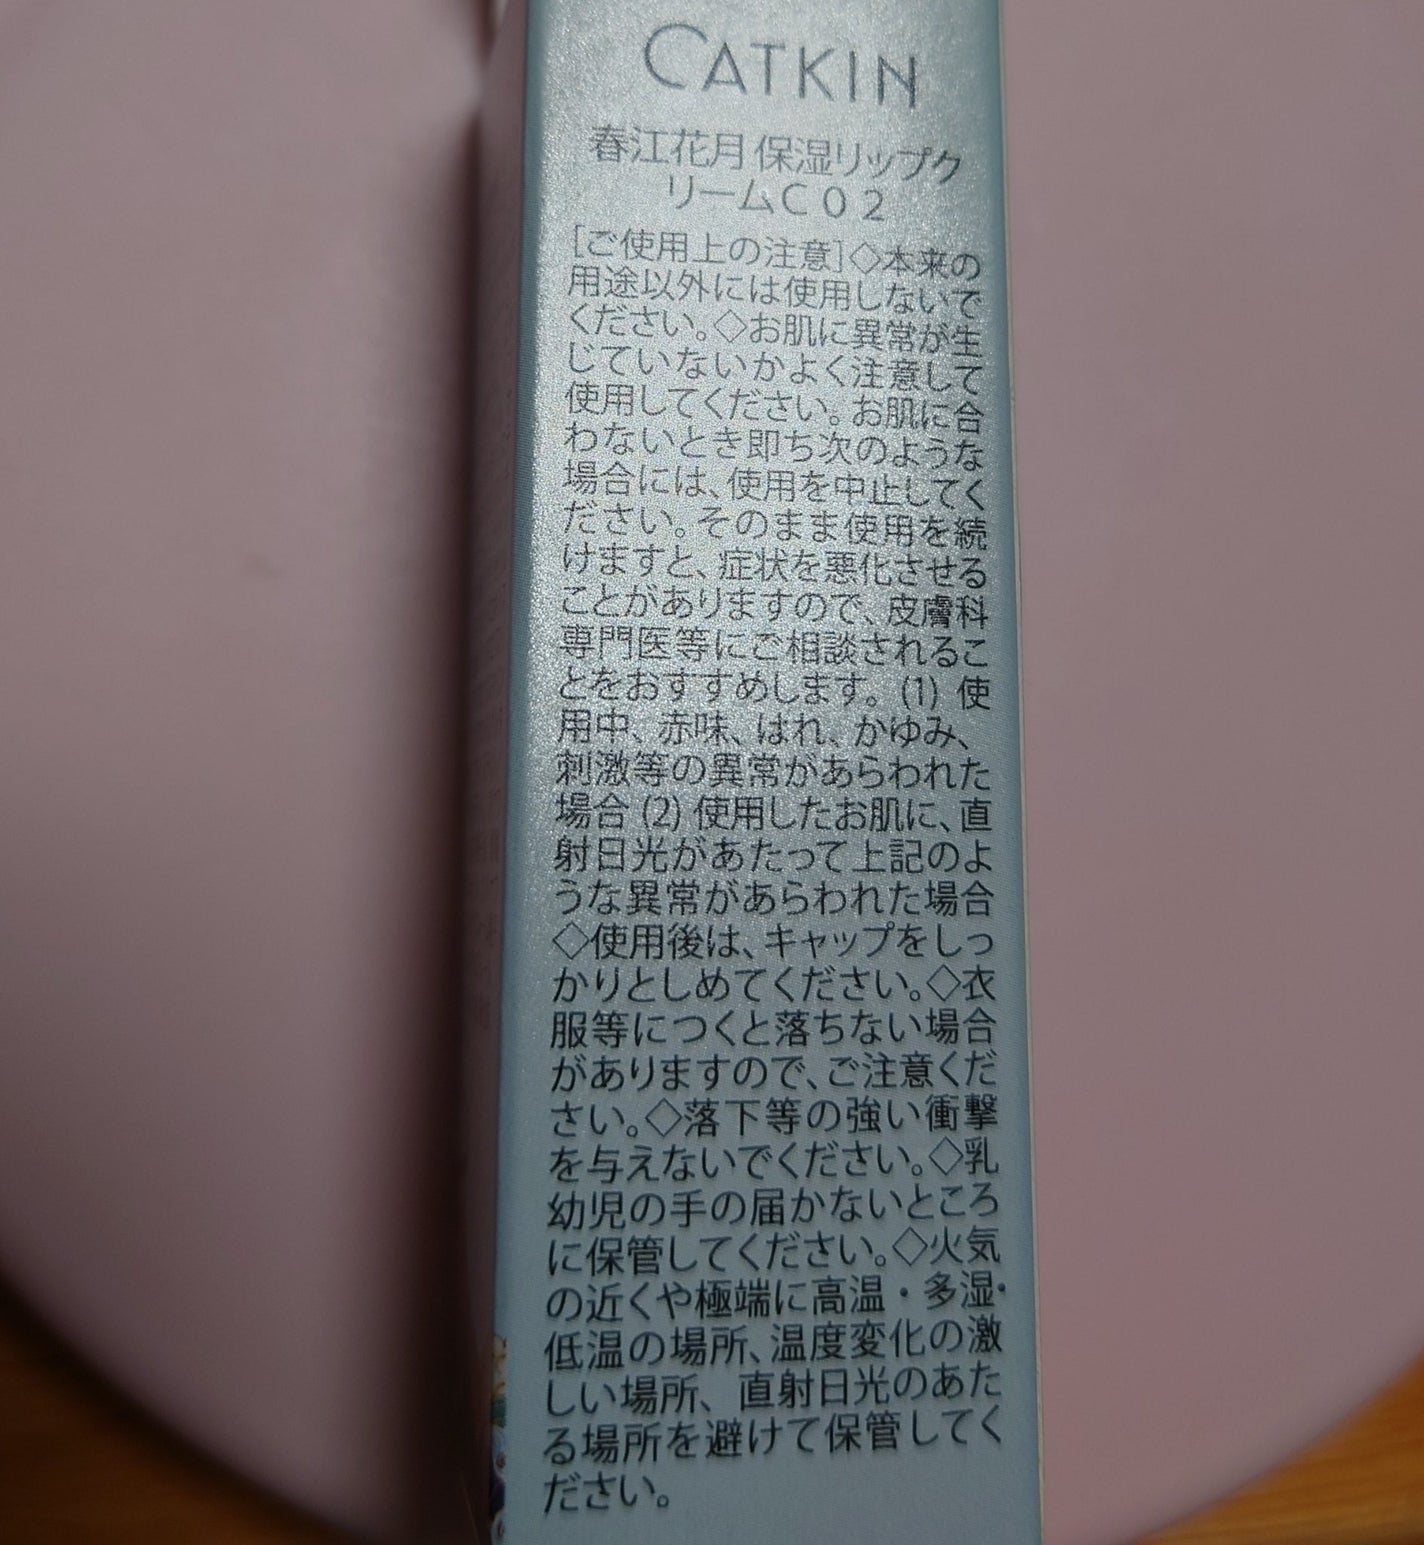 CATKIN
春江花月 保湿リップク
リームC02
[ご使用上の注意]◇本来の
用途以外には使用しないで
ください。◇お肌に異常が生
じていないかよく注意して
使用してください。お肌に合
わないとき即ち次のような
場合には、使用を中止してく
ださい。そのまま使用を続
けますと、症状を悪化させる
ことがありますので、皮膚科
専門医等にご相談されるこ
とをおすすめします。(1) 使
用中、赤味、はれ、かゆみ、
刺激等の異常があらわれた
場合 (2) 使用したお肌に、直
射日光があたって上記のよ
うな異常があらわれた場合
◇使用後は、キャップをしっ
かりとしめてください。◇衣
服等につくと落ちない場合
がありますので、ご注意くだ
さい。◇落下等の強い衝撃
を与えないでください。◇乳
幼児の手の届かないところ
に保管してください。◇火気
の近くや極端に高温・多湿・
低温の場所、温度変化の激
しい場所、直射日光のあた
る場所を避けて保管してく
ださい。